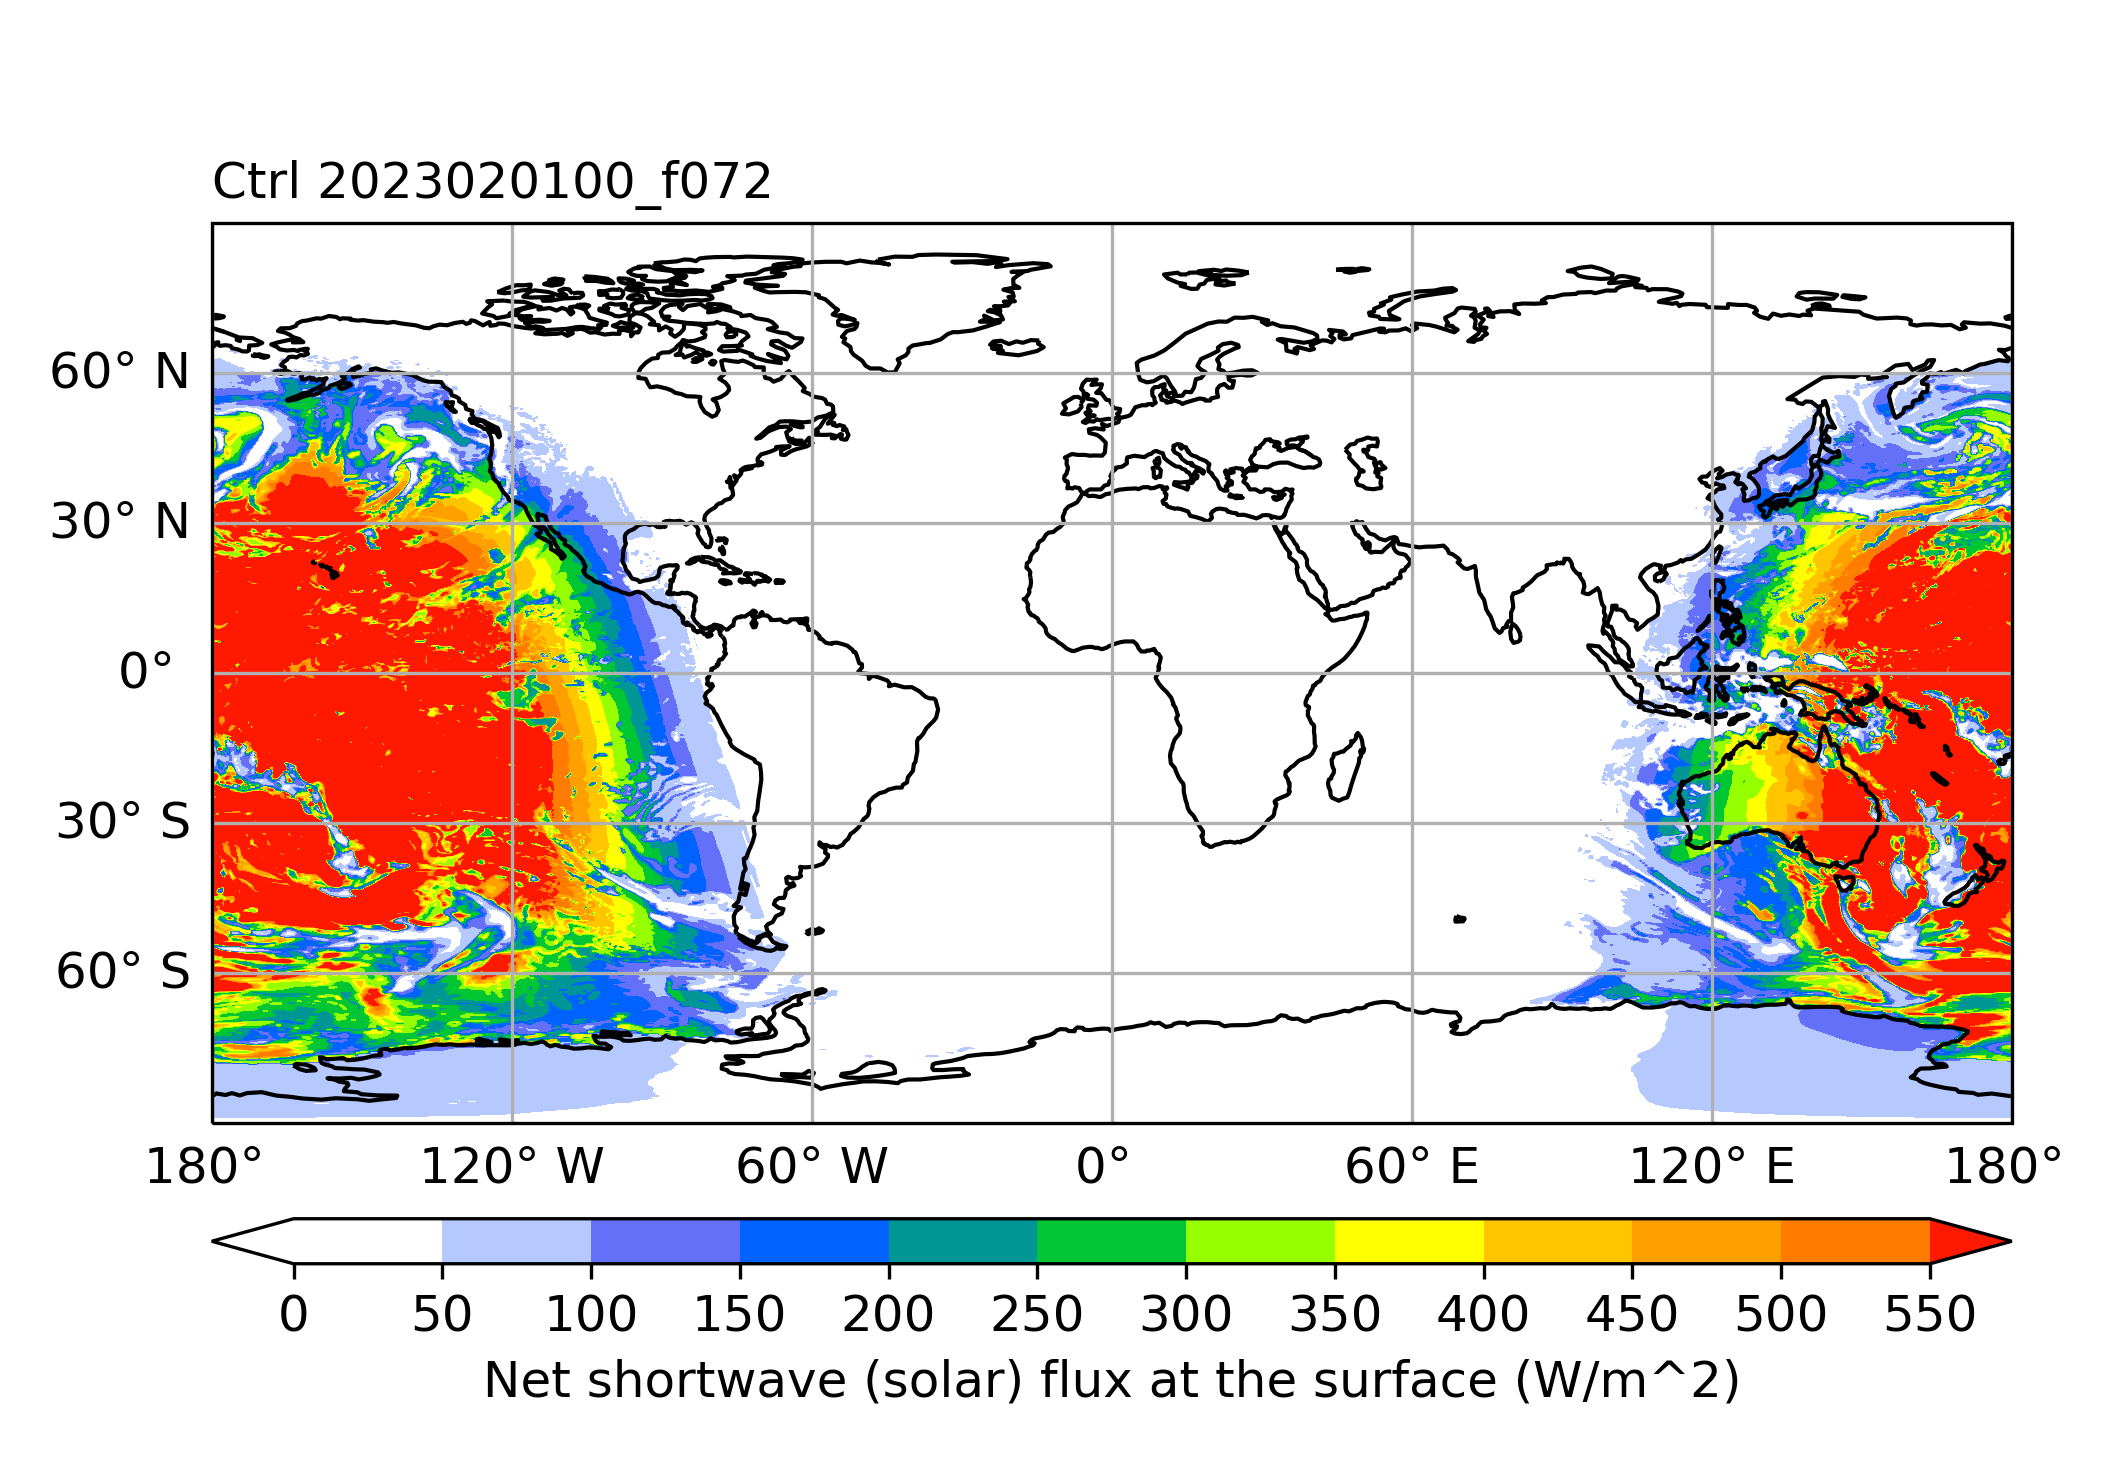 Ctrl 2023020100_f072
60° N
30° N
0°
30° S
60° S
180° 120° W 60° W 0° 60° E 120° E 180°
0 50 100 150 200 250 300 350 400 450 500 550
Net shortwave (solar) flux at the surface (W/m^2)